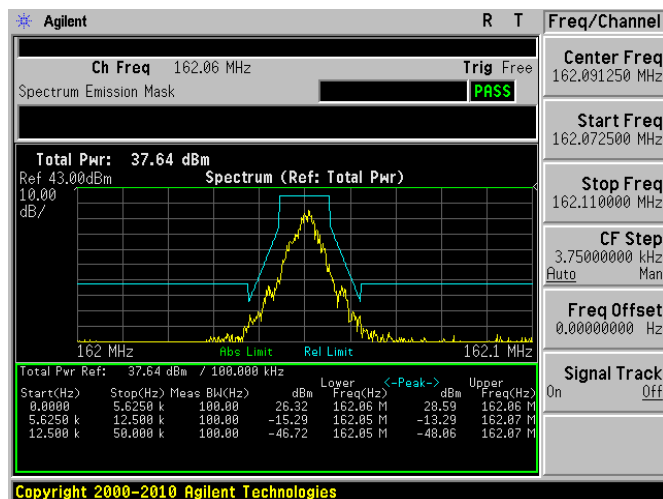 Agilent R T Freq/Channel
Ch Freq 162.06 MHz Trig Free
Spectrum Emission Mask PASS
Center Freq
162.091250 MHz
Start Freq
162.072500 MHz
Stop Freq
162.110000 MHz
CF Step
3.75000000 kHz
Auto Man
Freq Offset
0.00000000 Hz
Signal Track
On Off
Total Pwr: 37.64 dBm
Ref 43.00dBm Spectrum (Ref: Total Pwr)
10.00
dB/
162 MHz Abs Limit Rel Limit 162.1 MHz
Total Pwr Ref: 37.64 dBm / 100.000 kHz
Lower <-Peak-> Upper
Start(Hz) Stop(Hz) Meas BW(Hz) dBm Freq(Hz) dBm Freq(Hz)
0.0000 5.6250 k 100.00 26.32 162.06 M 28.59 162.06 M
5.6250 k 12.500 k 100.00 -15.29 162.05 M -13.29 162.07 M
12.500 k 50.000 k 100.00 -46.72 162.05 M -48.06 162.07 M
Copyright 2000-2010 Agilent Technologies